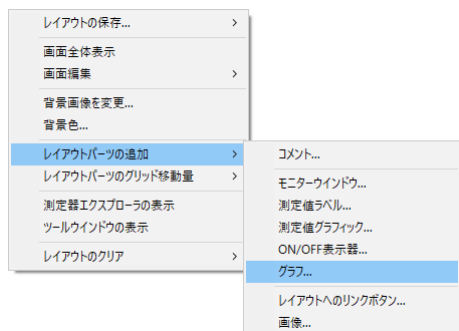 レイアウトの保存...
画面全体表示
画面編集
背景画像を変更...
背景色...
レイアウトパーツの追加
レイアウトパーツのグリッド移動量
測定器エクスプローラの表示
ツールウインドウの表示
レイアウトのクリア
コメント...
モニターウインドウ...
測定値ラベル...
測定値グラフィック...
ON/OFF表示器...
グラフ...
レイアウトへのリンクボタン...
画像...